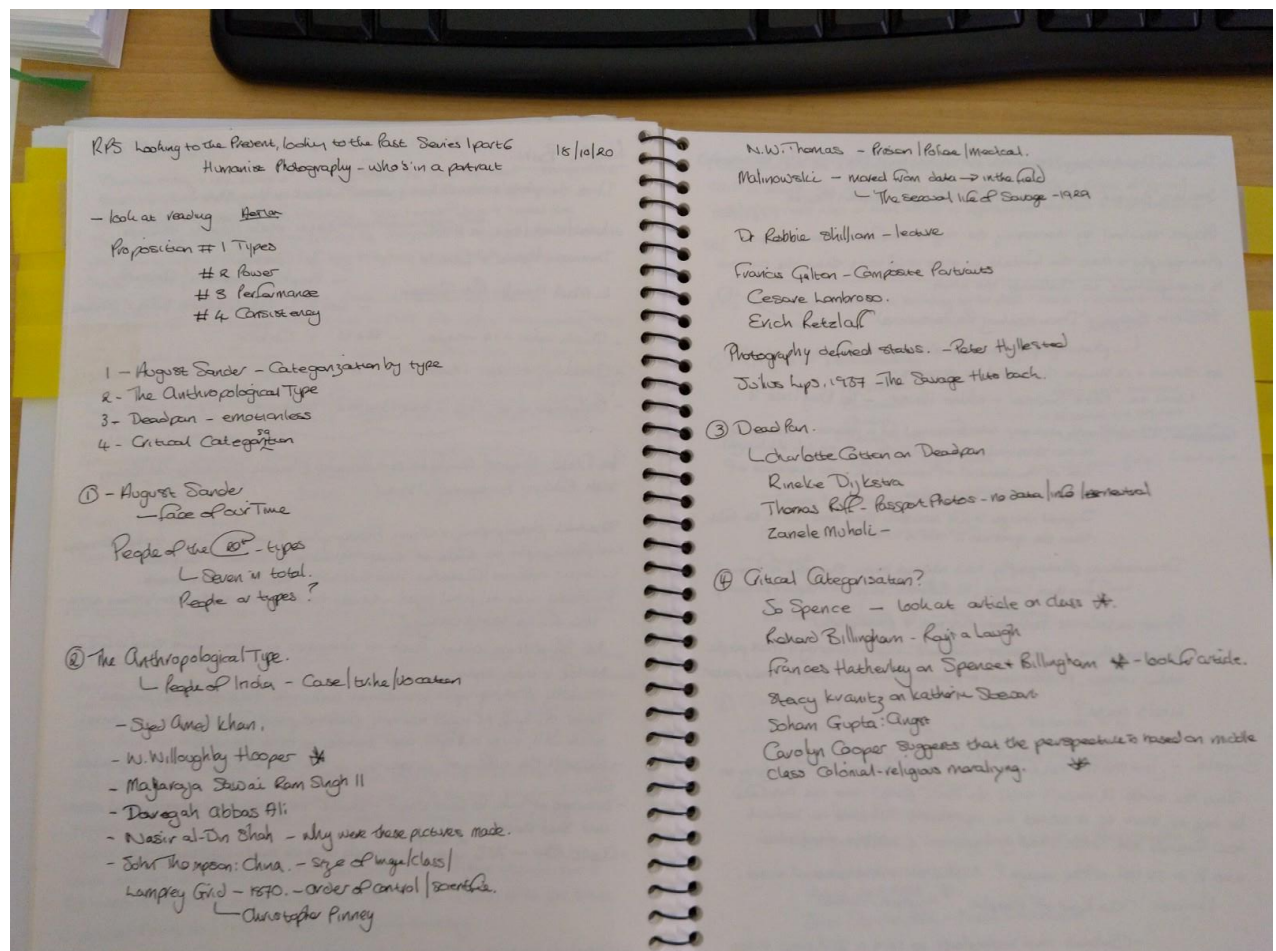 RPS Looking to the Present, looking to the Past Series 1 part 6
18/10/20
Humanise Photography - who's in a portrait
- look at reading
Proposition # 1 Types
# 2 Power
# 3 Performance
# 4 Consistency
1 - August Sander - Categorization by type
2 - The Anthropological Type
3 - Deadpan - emotionless
4 - Critical Categorisation
① - August Sander
- Face of our Time
People of the 20th - types
Seven in total.
People or types?
② The Anthropological Type.
People of India - Case/tribe/vocation
- Syed Amed Khan.
- W. Willoughby Hooper *
- Maharaja Sawai Ram Singh II
- Darogah Abbas Ali
- Nasir al-Din Shah - why were these pictures made.
- John Thompson: China. - size of image/class/
Lamprey Grid - 1870. - order of control/scientific.
Christopher Pinney
N.W. Thomas - Prison/Police/medical.
Malinowski - moved from data → in the field
The sexual life of Savage - 1929
Dr Robbie Shilliam - lecture
Francis Galton - Composite Portraits
Cesare Lombroso.
Erich Retzlaff
Photography defined status. - Peter Hyllested
Julius Lips, 1937 - The Savage Hits back.
③ DeadPan.
Charlotte Cotton on Deadpan
Rineke Dijkstra
Thomas Ruff - Passport Photos - no data/info/neutral
Zanele Muholi -
④ Critical Categorisation?
Jo Spence - look at article on class *.
Richard Billingham - Ray's a Laugh
Frances Hatherley on Spence + Billingham * - look for article.
Stacy Kranitz on Kathrine Stewart
Soham Gupta: Angst
Carolyn Cooper suggests that the perspective is based on middle
class Colonial-religious moralizing. *